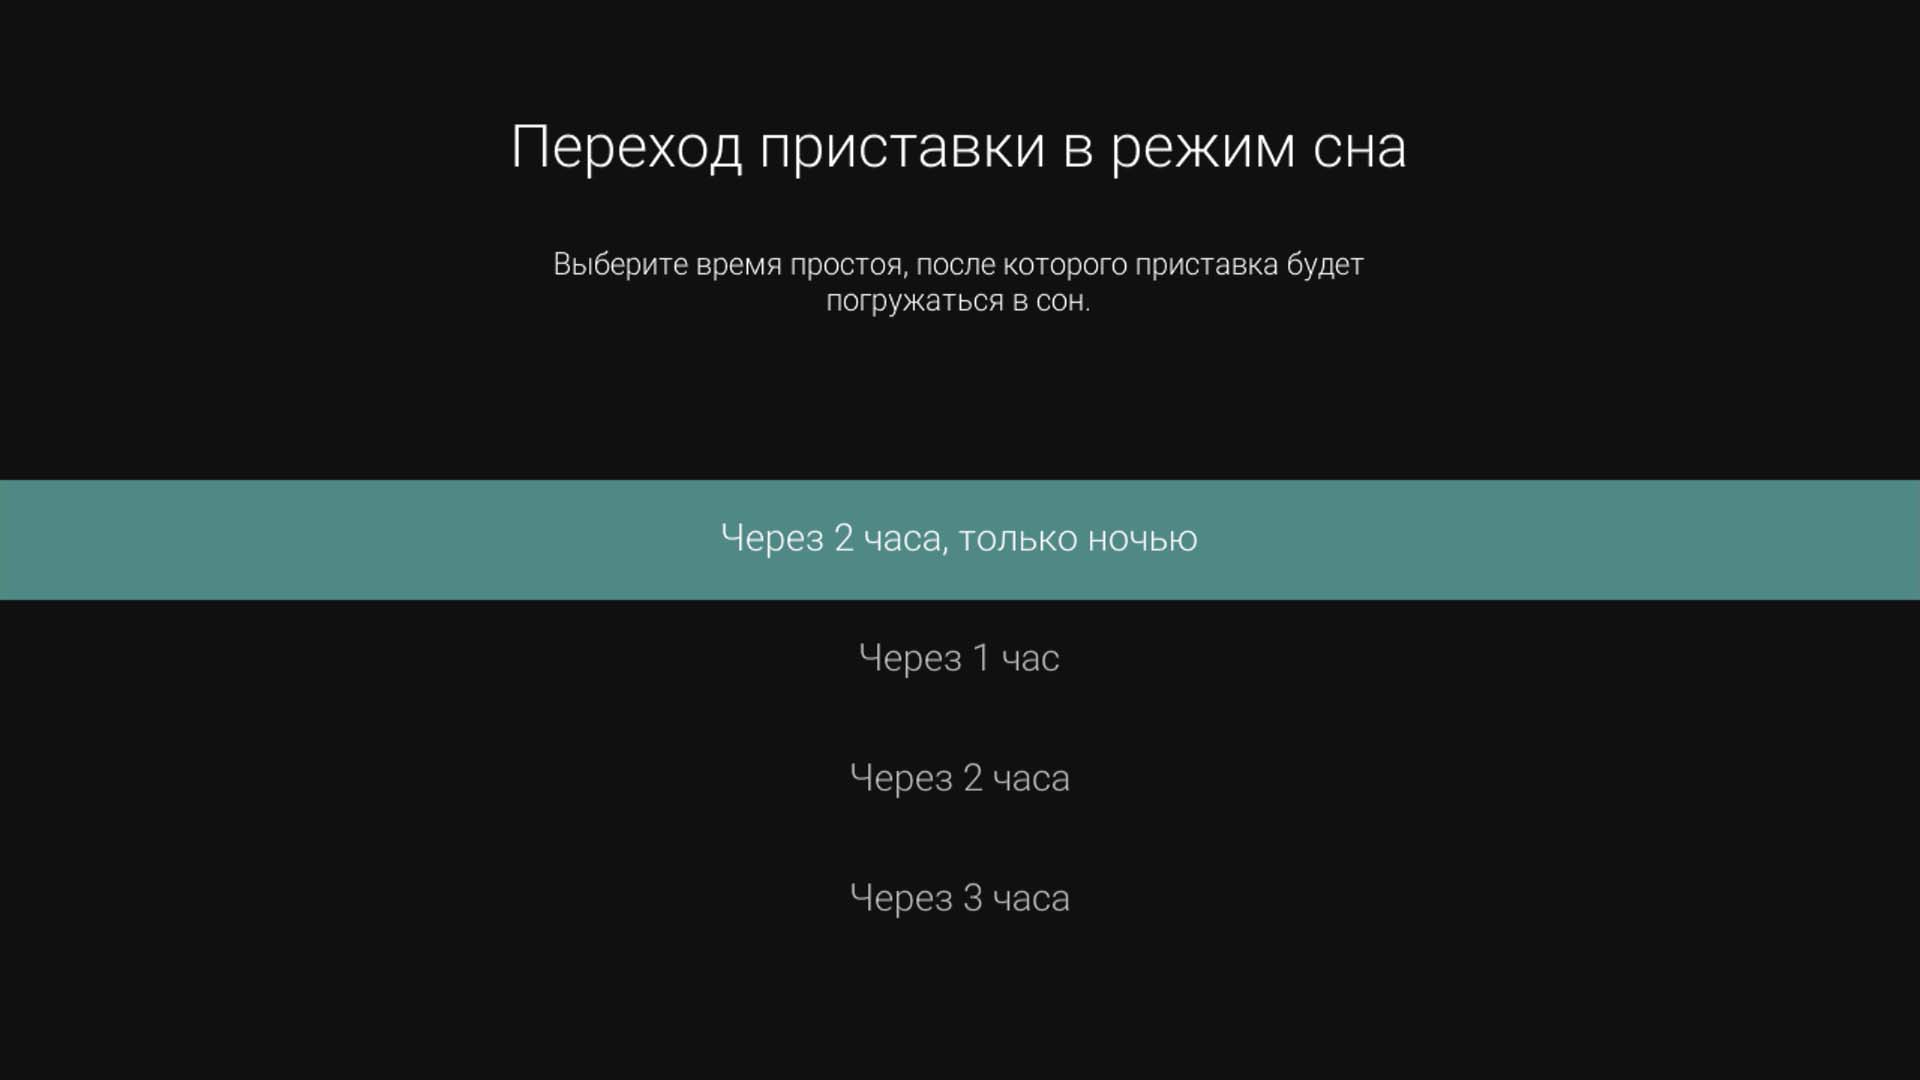 Переход приставки в режим сна
Выберите время простоя, после которого приставка будет
погружаться в сон.
Через 2 часа, только ночью
Через 1 час
Через 2 часа
Через 3 часа